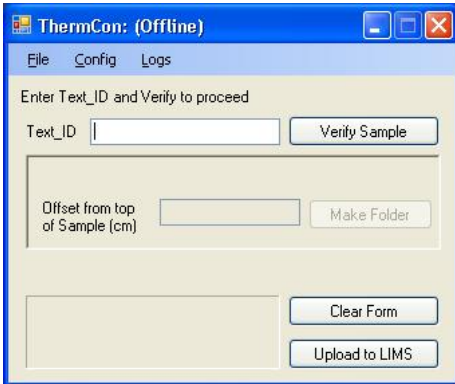 ThermCon: (Offline)
File Config Logs
Enter Text_ID and Verify to proceed
Text_ID Verify Sample
Offset from top
of Sample (cm)
Make Folder
Clear Form
Upload to LIMS